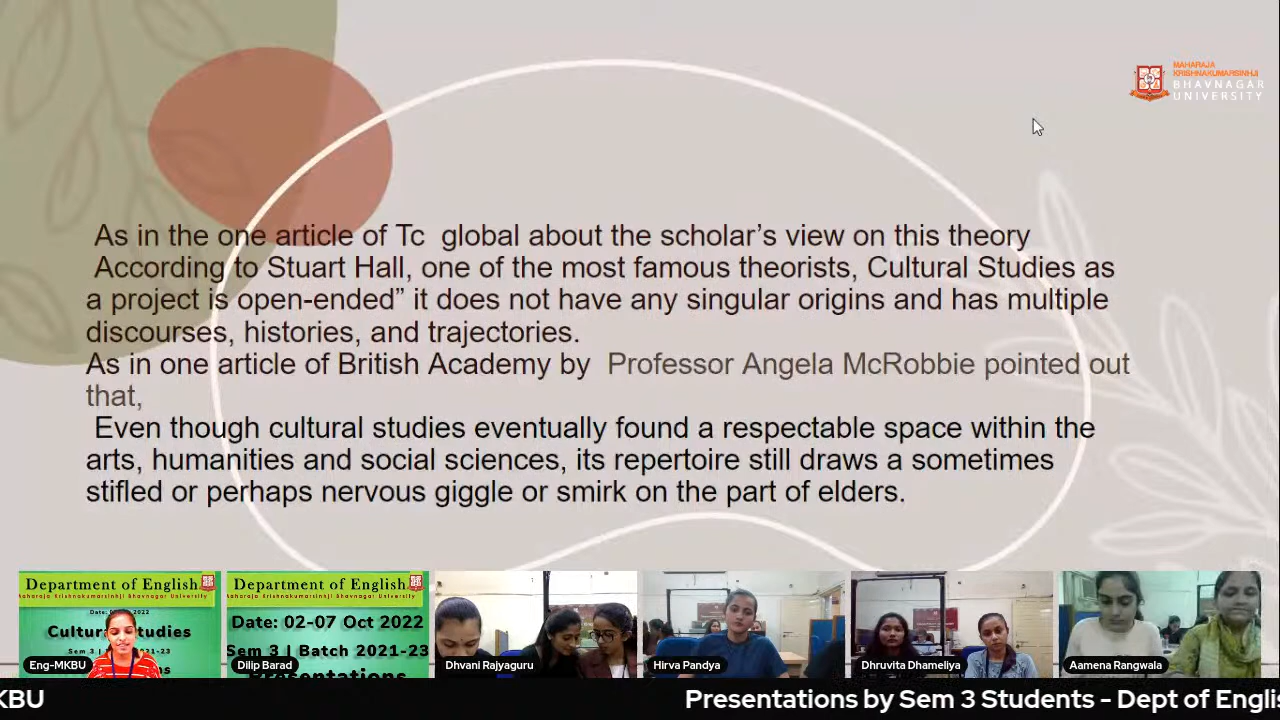 MAHARAJA
KRISHNAKUMARSINHJI
BHAVNAGAR
UNIVERSITY
As in the one article of Tc global about the scholar’s view on this theory
According to Stuart Hall, one of the most famous theorists, Cultural Studies as
a project is open-ended” it does not have any singular origins and has multiple
discourses, histories, and trajectories.
As in one article of British Academy by Professor Angela McRobbie pointed out
that,
Even though cultural studies eventually found a respectable space within the
arts, humanities and social sciences, its repertoire still draws a sometimes
stifled or perhaps nervous giggle or smirk on the part of elders.
Department of English
Maharaja Krishnakumarsinhji Bhavnagar University
2022
Studies
Sem 3
21-23
Eng-MKBU
Department of English
Maharaja Krishnakumarsinhji Bhavnagar University
Date: 02-07 Oct 2022
Sem 3 | Batch 2021-23
Presentations
Dilip Barad
Dhvani Rajyaguru
Hirva Pandya
Dhruvita Dhameliya
Aamena Rangwala
KBU
Presentations by Sem 3 Students - Dept of Englis